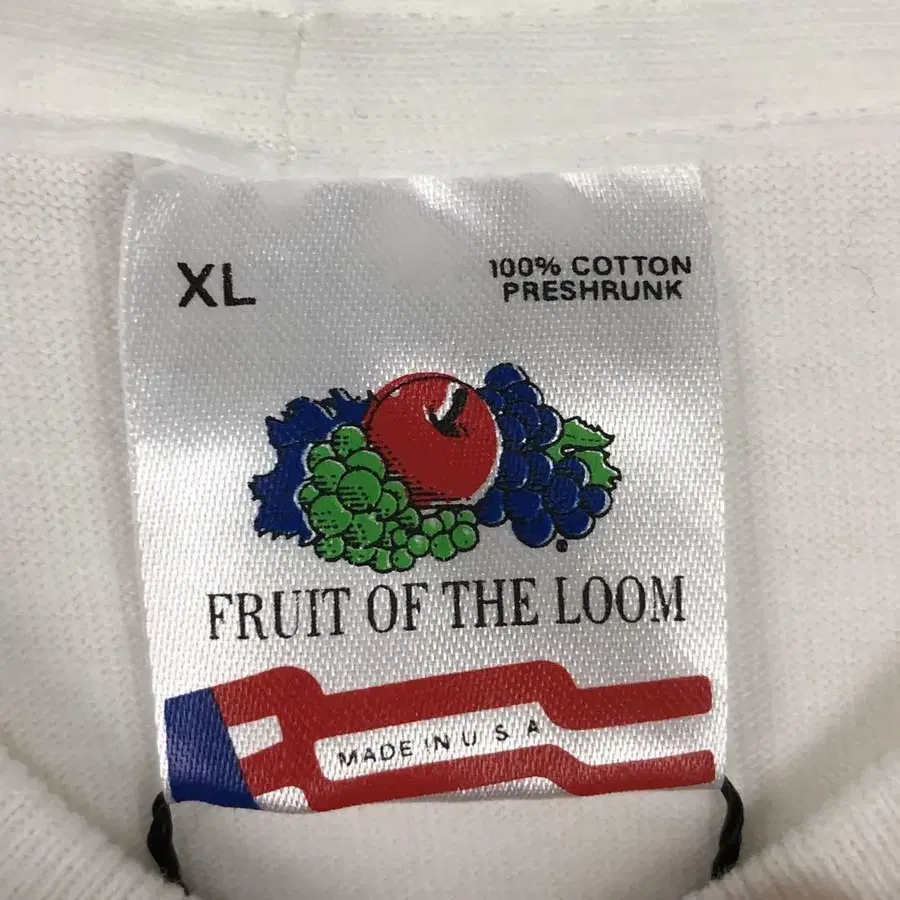 XL
100% COTTON
PRESHRUNK
FRUIT OF THE LOOM
MADE IN U S A